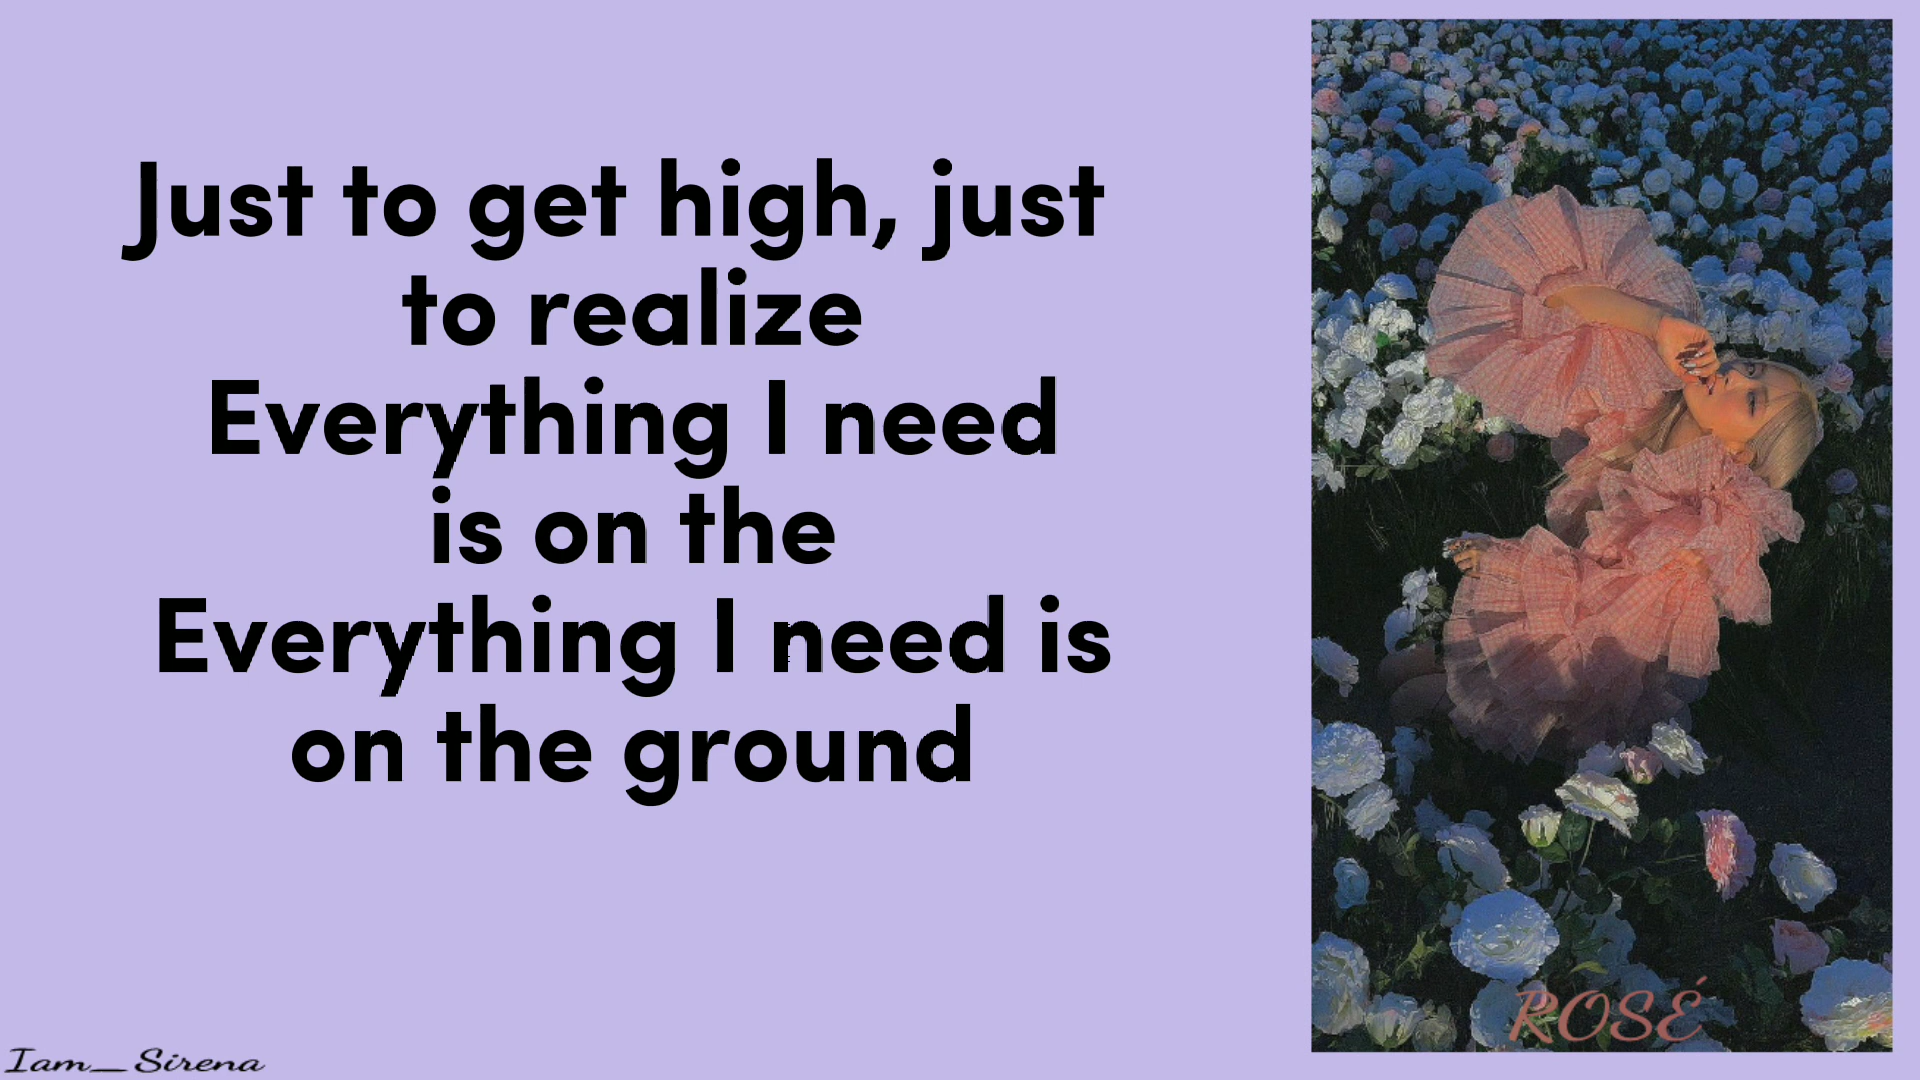 Just to get high, just
to realize
Everything I need
is on the
Everything I need is
on the ground
ROSÉ
Iam_Sirena